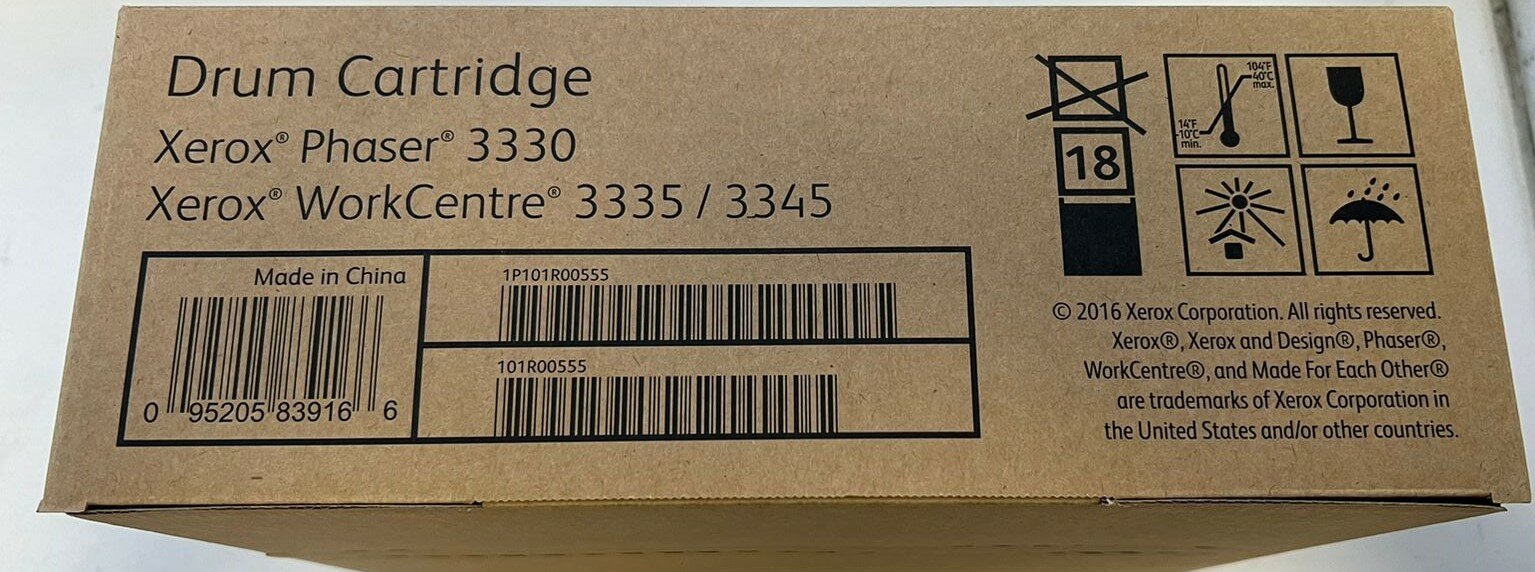 Drum Cartridge
Xerox® Phaser® 3330
Xerox® WorkCentre® 3335 / 3345
Made in China
0 95205 83916 6
1P101R00555
101R00555
18
104°F
40°C
max.
14°F
-10°C
min.
© 2016 Xerox Corporation. All rights reserved.
Xerox®, Xerox and Design®, Phaser®,
WorkCentre®, and Made For Each Other®
are trademarks of Xerox Corporation in
the United States and/or other countries.